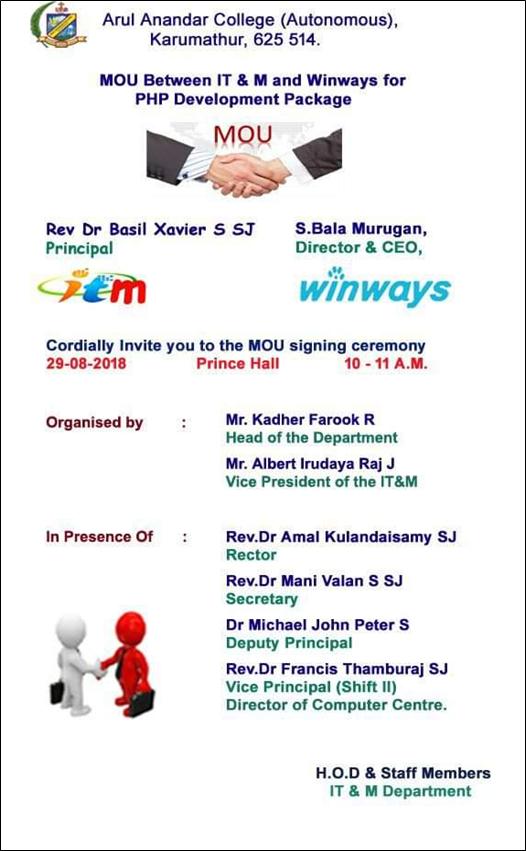 Arul Anandar College (Autonomous),
Karumathur, 625 514.
MOU Between IT & M and Winways for
PHP Development Package
MOU
Rev Dr Basil Xavier S SJ
Principal
S.Bala Murugan,
Director & CEO,
itm
winways
Cordially Invite you to the MOU signing ceremony
29-08-2018 Prince Hall 10 - 11 A.M.
Organised by : Mr. Kadher Farook R
Head of the Department
Mr. Albert Irudaya Raj J
Vice President of the IT&M
In Presence Of : Rev.Dr Amal Kulandaisamy SJ
Rector
Rev.Dr Mani Valan S SJ
Secretary
Dr Michael John Peter S
Deputy Principal
Rev.Dr Francis Thamburaj SJ
Vice Principal (Shift II)
Director of Computer Centre.
H.O.D & Staff Members
IT & M Department